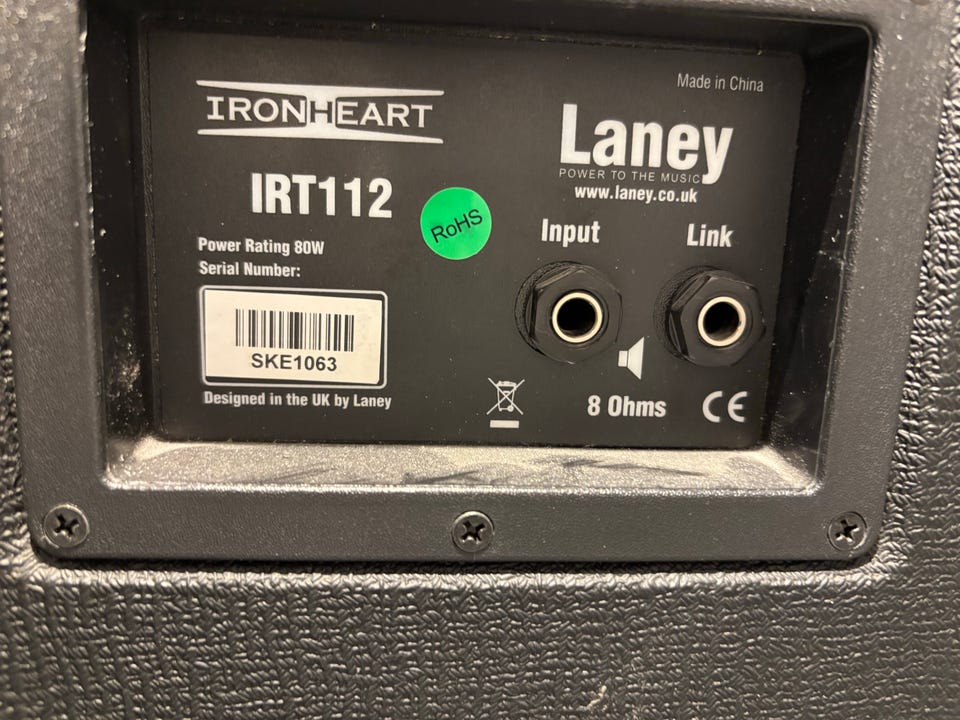 Made in China
IRONHEART
Laney
POWER TO THE MUSIC
www.laney.co.uk
IRT112
RoHS
Input
Link
Power Rating 80W
Serial Number:
SKE1063
Designed in the UK by Laney
8 Ohms
CE